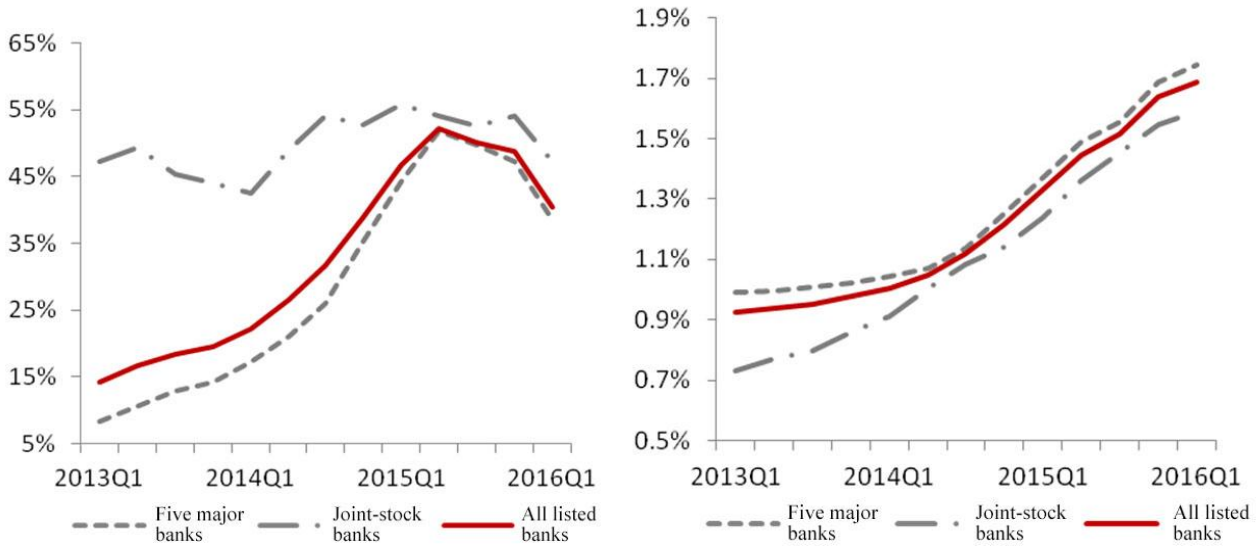 65%
55%
45%
35%
25%
15%
5%
2013Q1 2014Q1 2015Q1 2016Q1
Five major banks
Joint-stock banks
All listed banks
1.9%
1.7%
1.5%
1.3%
1.1%
0.9%
0.7%
0.5%
2013Q1 2014Q1 2015Q1 2016Q1
Five major banks
Joint-stock banks
All listed banks